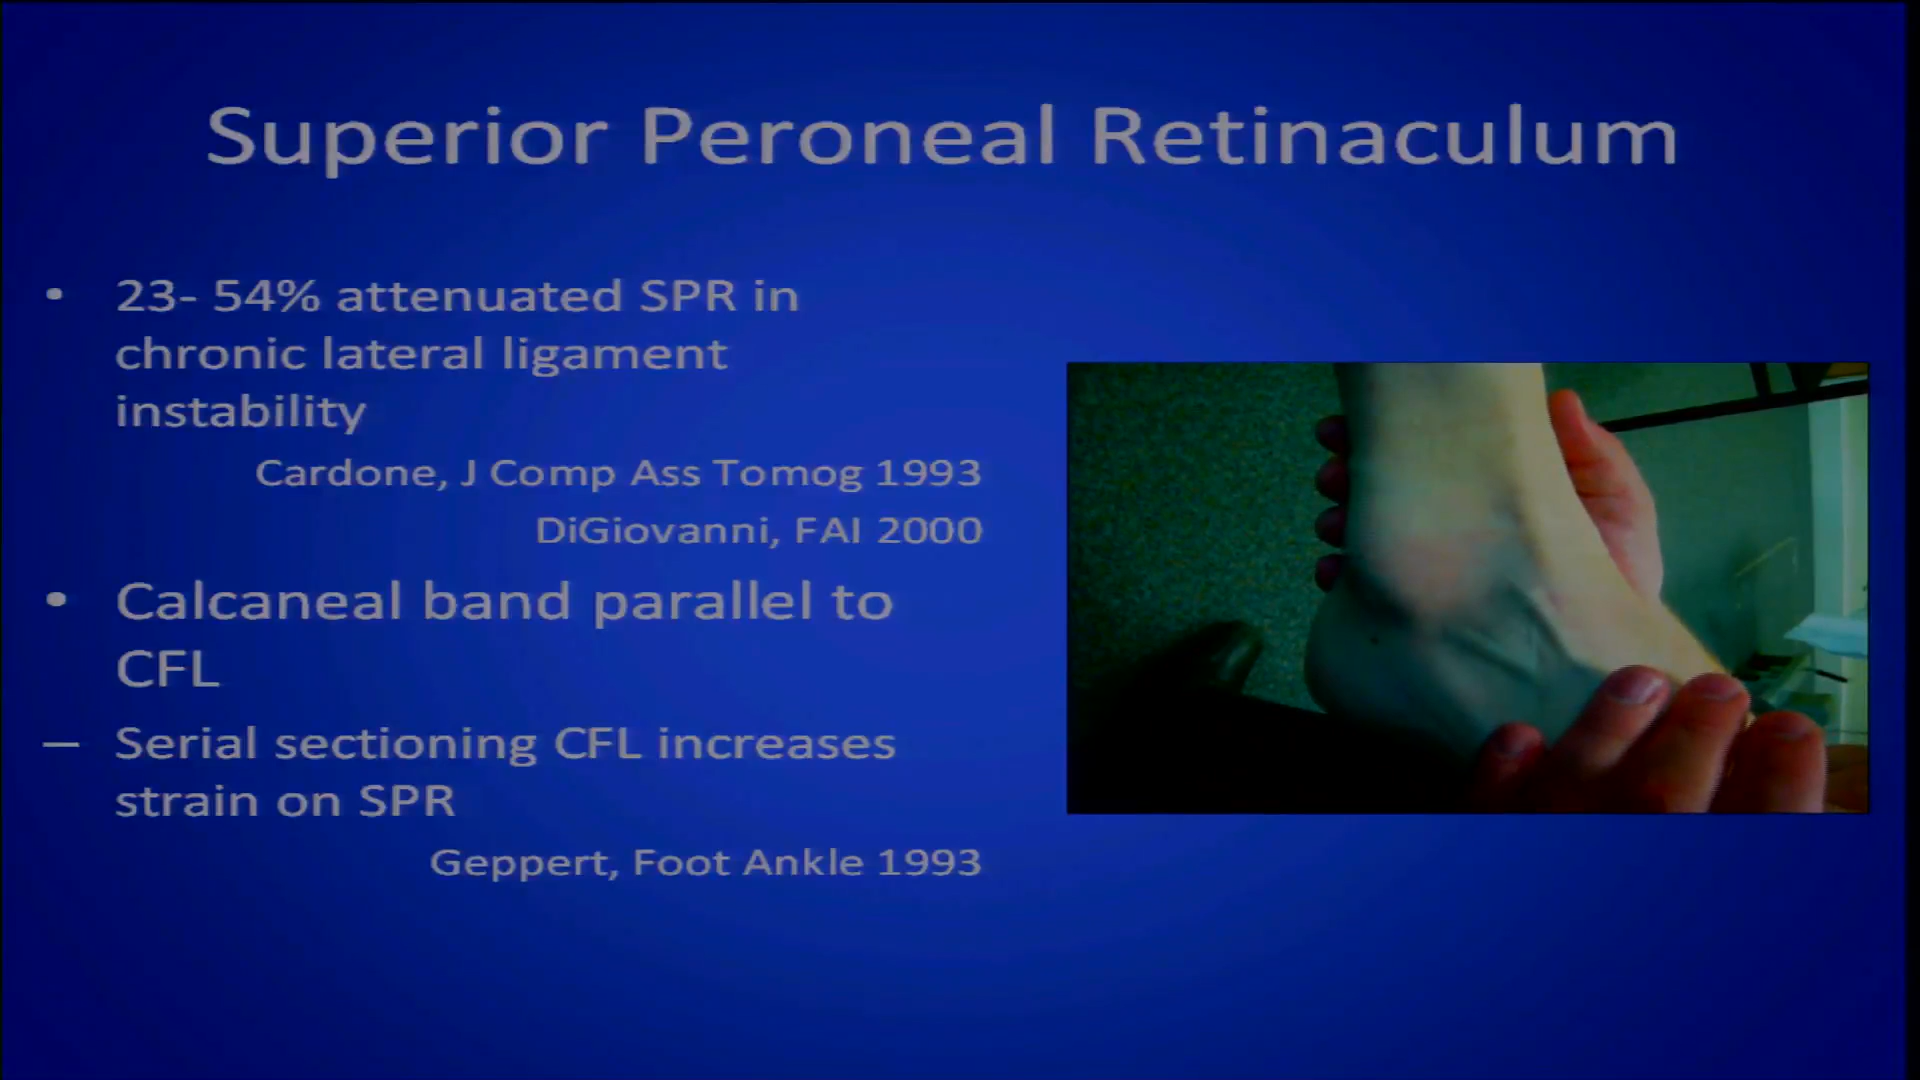 Superior Peroneal Retinaculum
• 23- 54% attenuated SPR in
chronic lateral ligament
instability
Cardone, J Comp Ass Tomog 1993
DiGiovanni, FAI 2000
• Calcaneal band parallel to
CFL
– Serial sectioning CFL increases
strain on SPR
Geppert, Foot Ankle 1993